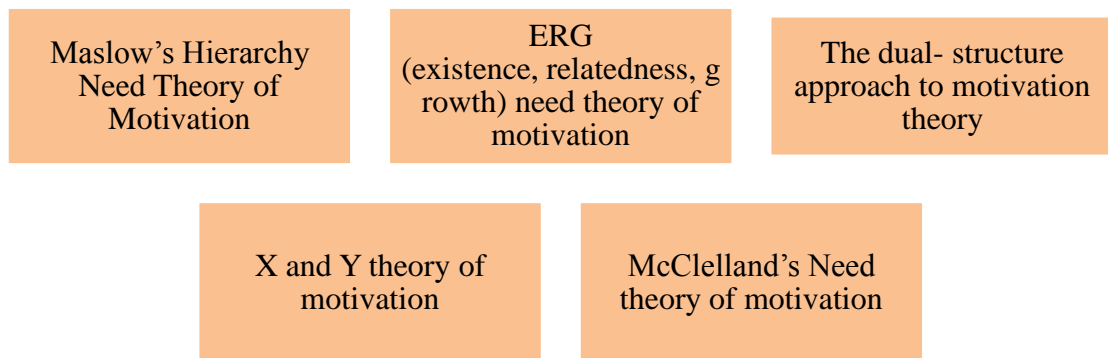 Maslow’s Hierarchy
Need Theory of
Motivation
ERG
(existence, relatedness, g
rowth) need theory of
motivation
The dual- structure
approach to motivation
theory
X and Y theory of
motivation
McClelland’s Need
theory of motivation